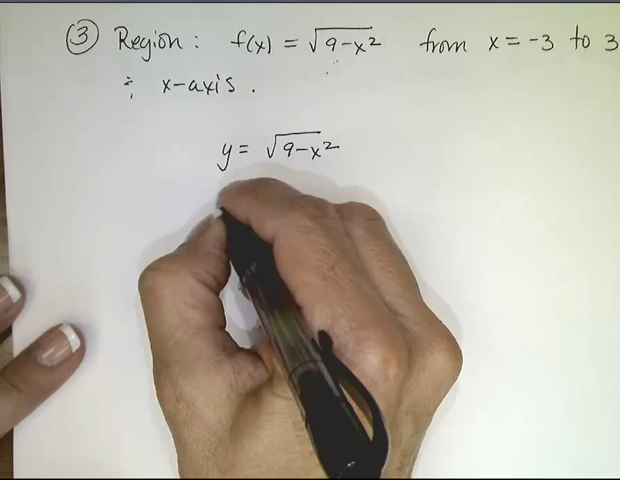 ③ Region: f(x) = √9-x² from x = -3 to 3
& x-axis.
y = √9-x²